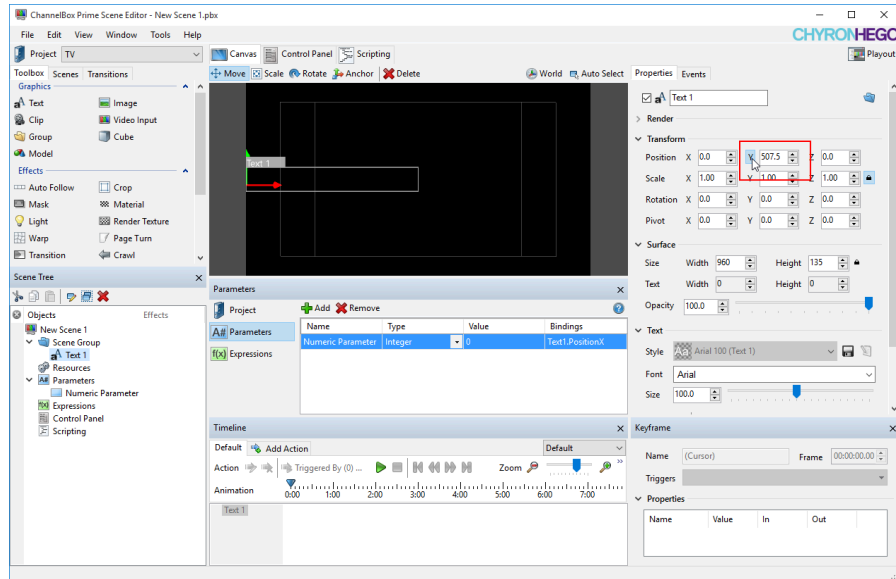 ChannelBox Prime Scene Editor - New Scene 1.pbx
File Edit View Window Tools Help
CHYRONHEGO
Project TV
Canvas Control Panel Scripting
Playout
Toolbox Scenes Transitions
Move Scale Rotate Anchor Delete
World Auto Select
Properties Events
Graphics
Text Image
Clip Video Input
Group Cube
Model
Effects
Auto Follow Crop
Mask Material
Light Render Texture
Warp Page Turn
Transition Crawl
Text 1
Text 1
Render
Transform
Position X 0.0 Y 507.5 Z 0.0
Scale X 1.00 Y 1.00 Z 1.00
Rotation X 0.0 Y 0.0 Z 0.0
Pivot X 0.0 Y 0.0 Z 0.0
Surface
Size Width 960 Height 135
Text Width 0 Height 0
Opacity 100.0
Text
Style Aa Arial 100 (Text 1)
Font Arial
Size 100.0
Scene Tree
Objects Effects
New Scene 1
Scene Group
Text 1
Resources
Parameters
Numeric Parameter
Expressions
Control Panel
Scripting
Parameters
Project
Add Remove
A# Parameters
f(x) Expressions
Name Type Value Bindings
Numeric Parameter Integer 0 Text1.PositionX
Timeline
Default Add Action
Default
Action Triggered By (0) ... Zoom
Animation 0:00 1:00 2:00 3:00 4:00 5:00 6:00 7:00
Text 1
Keyframe
Name (Cursor) Frame 00:00:00.00
Triggers
Properties
Name Value In Out